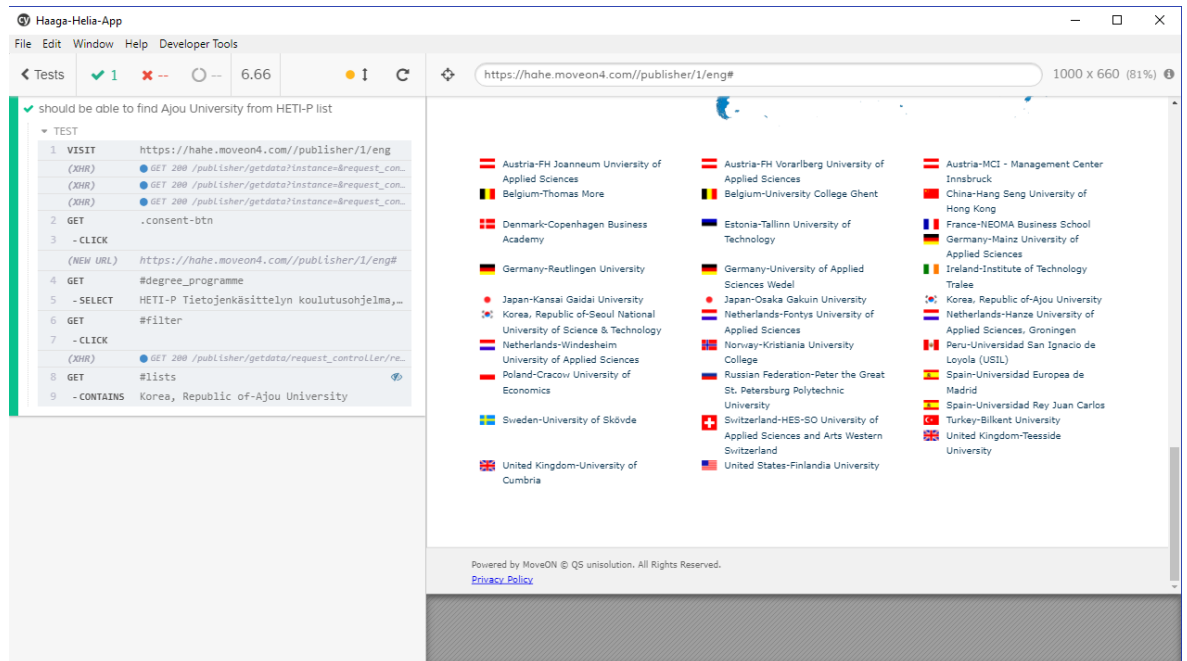 Haaga-Helia-App
File Edit Window Help Developer Tools
Tests 1 -- -- 6.66
https://hahe.moveon4.com//publisher/1/eng# 1000 x 660 (81%)
should be able to find Ajou University from HETI-P list
TEST
1 VISIT https://hahe.moveon4.com//publisher/1/eng
(XHR) GET 200 /publisher/getdata?instance=&request_con…
(XHR) GET 200 /publisher/getdata?instance=&request_con…
(XHR) GET 200 /publisher/getdata?instance=&request_con…
2 GET .consent-btn
3 -CLICK
(NEW URL) https://hahe.moveon4.com//publisher/1/eng#
4 GET #degree_programme
5 -SELECT HETI-P Tietojenkäsittelyn koulutusohjelma,…
6 GET #filter
7 -CLICK
(XHR) GET 200 /publisher/getdata/request_controller/re…
8 GET #lists
9 -CONTAINS Korea, Republic of-Ajou University
Austria-FH Joanneum Unviersity of
Applied Sciences
Austria-FH Vorarlberg University of
Applied Sciences
Austria-MCI - Management Center
Innsbruck
Belgium-Thomas More
Belgium-University College Ghent
China-Hang Seng University of
Hong Kong
Denmark-Copenhagen Business
Academy
Estonia-Tallinn University of
Technology
France-NEOMA Business School
Germany-Mainz University of
Applied Sciences
Germany-Reutlingen University
Germany-University of Applied
Sciences Wedel
Ireland-Institute of Technology
Tralee
Japan-Kansai Gaidai University
Japan-Osaka Gakuin University
Korea, Republic of-Ajou University
Korea, Republic of-Seoul National
University of Science & Technology
Netherlands-Fontys University of
Applied Sciences
Netherlands-Hanze University of
Applied Sciences, Groningen
Netherlands-Windesheim
University of Applied Sciences
Norway-Kristiania University
College
Peru-Universidad San Ignacio de
Loyola (USIL)
Poland-Cracow University of
Economics
Russian Federation-Peter the Great
St. Petersburg Polytechnic
University
Spain-Universidad Europea de
Madrid
Spain-Universidad Rey Juan Carlos
Sweden-University of Skövde
Switzerland-HES-SO University of
Applied Sciences and Arts Western
Switzerland
Turkey-Bilkent University
United Kingdom-Teesside
University
United Kingdom-University of
Cumbria
United States-Finlandia University
Powered by MoveON © QS unisolution. All Rights Reserved.
Privacy Policy